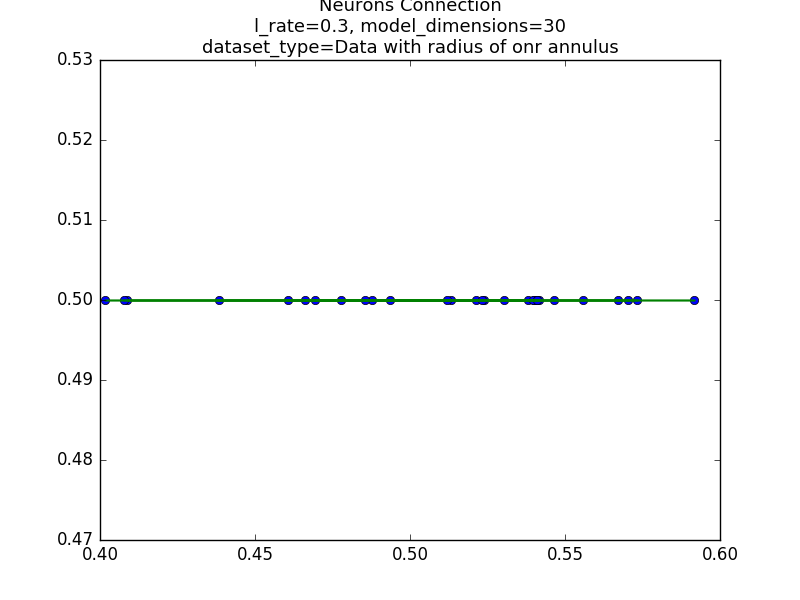 Neurons Connection
l_rate=0.3, model_dimensions=30
dataset_type=Data with radius of onr annulus
0.53
0.52
0.51
0.50
0.49
0.48
0.47
0.40 0.45 0.50 0.55 0.60